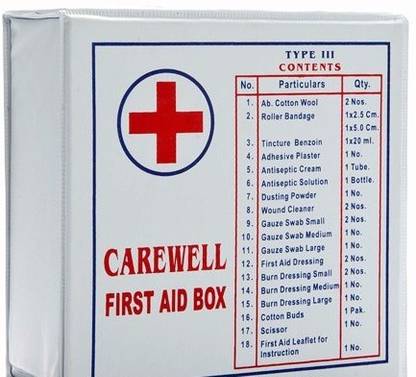 TYPE III
CONTENTS
No. Particulars Qty.
1. Ab. Cotton Wool 2 Nos.
2. Roller Bandage 1x2.5 Cm.
1x5.0 Cm.
3. Tincture Benzoin 1x20 ml.
4. Adhesive Plaster 1 No.
5. Antiseptic Cream 1 Tube.
6. Antiseptic Solution 1 Bottle.
7. Dusting Powder 1 No.
8. Wound Cleaner 2 Nos.
9. Gauze Swab Small 2 Nos.
10. Gauze Swab Medium 1 No.
11. Gauze Swab Large 1 No.
12. First Aid Dressing 2 Nos.
13. Burn Dressing Small 2 Nos.
14. Burn Dressing Medium 1 No.
15. Burn Dressing Large 1 No.
16. Cotton Buds 1 Pak.
17. Scissor 1 No.
18. First Aid Leaflet for
Instruction 1 No.
CAREWELL
FIRST AID BOX